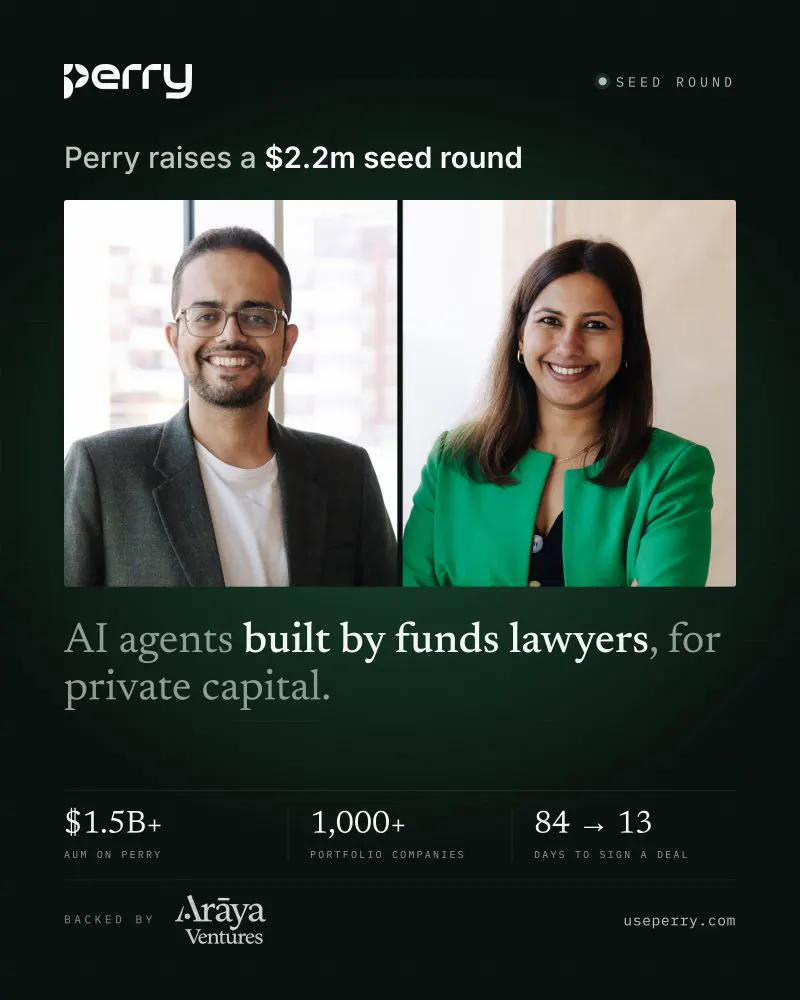 perry
SEED ROUND
Perry raises a $2.2m seed round
AI agents built by funds lawyers, for
private capital.
$1.5B+
AUM ON PERRY
1,000+
PORTFOLIO COMPANIES
84 → 13
DAYS TO SIGN A DEAL
BACKED BY
Arāya
Ventures
useperry.com